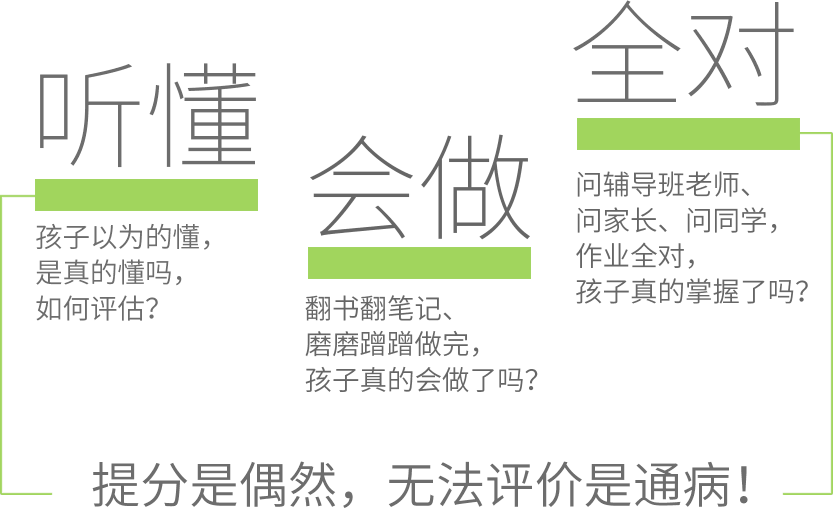 听懂
孩子以为的懂，
是真的懂吗，
如何评估？
会做
翻书翻笔记、
磨磨蹭蹭做完，
孩子真的会做了吗？
全对
问辅导班老师、
问家长、问同学，
作业全对，
孩子真的掌握了吗？
提分是偶然，无法评价是通病！